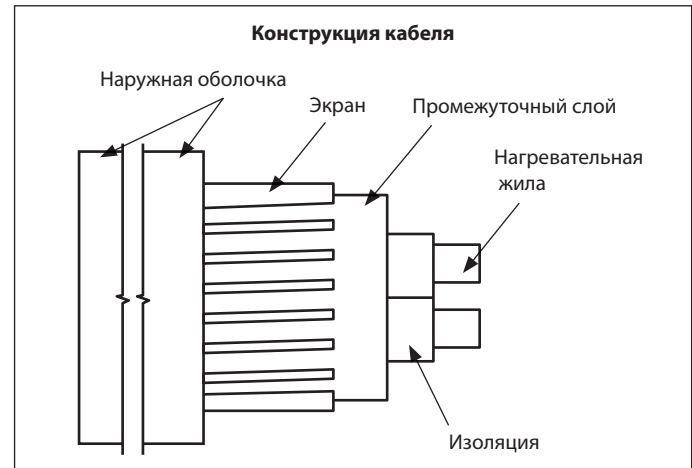 Конструкция кабеля
Наружная оболочка
Экран
Промежуточный слой
Нагревательная
жила
Изоляция